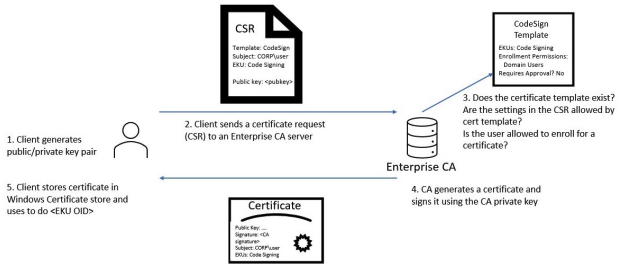 CSR
Template: CodeSign
Subject: CORP\user
EKU: Code Signing
Public key: <pubkey>
CodeSign
Template
EKUs: Code Signing
Enrollment Permissions:
Domain Users
Requires Approval? No
1. Client generates
public/private key pair
2. Client sends a certificate request
(CSR) to an Enterprise CA server
3. Does the certificate template exist?
Are the settings in the CSR allowed by
cert template?
Is the user allowed to enroll for a
certificate?
Enterprise CA
4. CA generates a certificate and
signs it using the CA private key
5. Client stores certificate in
Windows Certificate store and
uses to do <EKU OID>
Certificate
Public Key: ....
Signature: <CA
signature>
Subject: CORP\user
EKUs: Code Signing